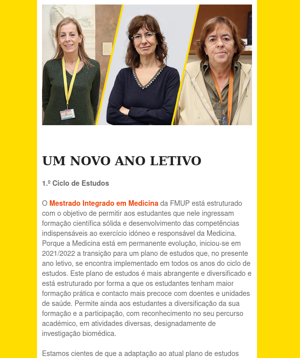 UM NOVO ANO LETIVO
1.º Ciclo de Estudos
O Mestrado Integrado em Medicina da FMUP está estruturado
com o objetivo de permitir aos estudantes que nele ingressam
formação científica sólida e desenvolvimento das competências
indispensáveis ao exercício idóneo e responsável da Medicina.
Porque a Medicina está em permanente evolução, iniciou-se em
2021/2022 a transição para um plano de estudos que, no presente
ano letivo, se encontra implementado em todos os anos do ciclo de
estudos. Este plano de estudos é mais abrangente e diversificado e
está estruturado por forma a que os estudantes tenham maior
formação prática e contacto mais precoce com doentes e unidades
de saúde. Permite ainda aos estudantes a diversificação da sua
formação e a participação, com reconhecimento no seu percurso
académico, em atividades diversas, designadamente de
investigação biomédica.
Estamos cientes de que a adaptação ao atual plano de estudos